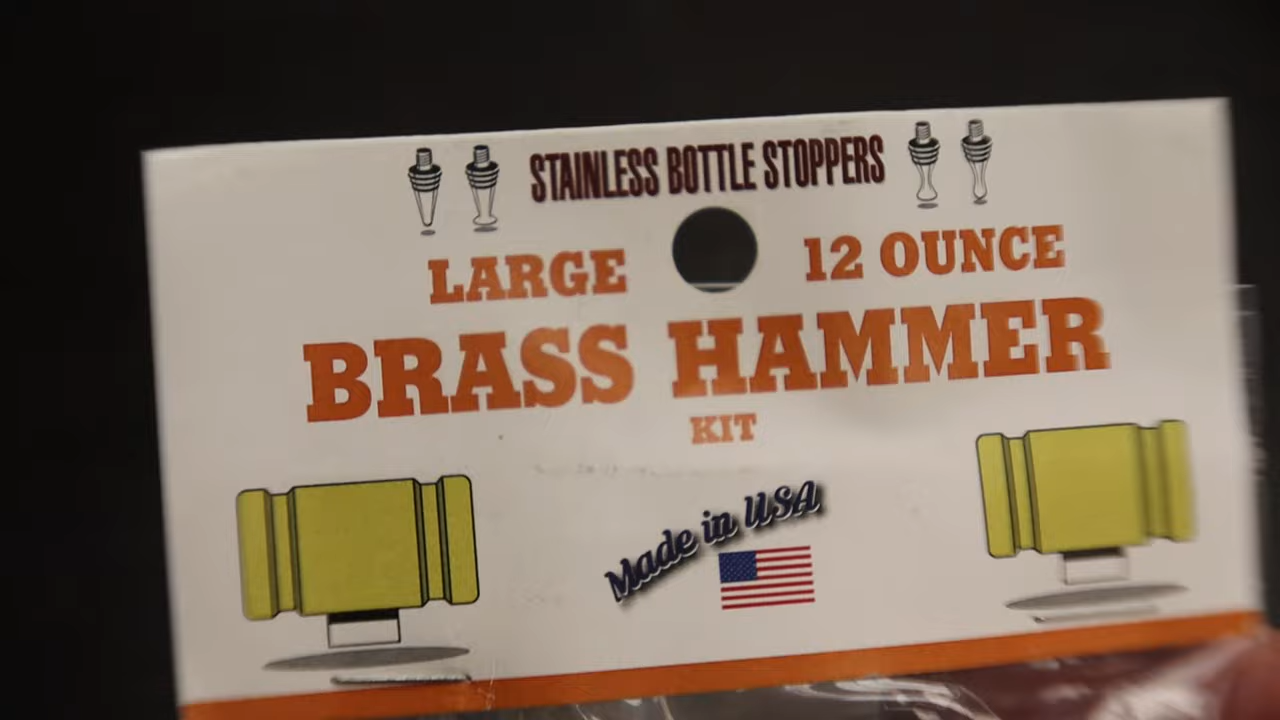 STAINLESS BOTTLE STOPPERS
LARGE 12 OUNCE
BRASS HAMMER
KIT
Made in USA